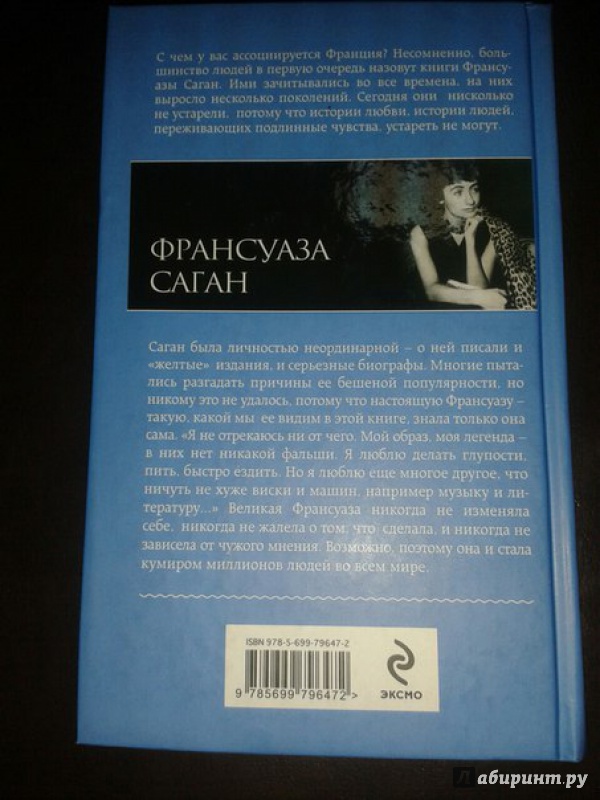 С чем у вас ассоциируется Франция? Несомненно, боль-
шинство людей в первую очередь назовут книги Франсу-
азы Саган. Ими зачитывались во все времена, на них
выросло несколько поколений. Сегодня они нисколько
не устарели, потому что истории любви, истории людей,
переживающих подлинные чувства, устареть не могут.
ФРАНСУАЗА
САГАН
Саган была личностью неординарной – о ней писали и
«желтые» издания, и серьезные биографы. Многие пыта-
лись разгадать причины ее бешеной популярности, но
никому это не удалось, потому что настоящую Франсуазу –
такую, какой мы ее видим в этой книге, знала только она
сама. «Я не отрекаюсь ни от чего. Мой образ, моя легенда –
в них нет никакой фальши. Я люблю делать глупости,
пить, быстро ездить. Но я люблю еще многое другое, что
ничуть не хуже виски и машин, например музыку и ли-
тературу...» Великая Франсуаза никогда не изменяла
себе, никогда не жалела о том, что сделала, и никогда не
зависела от чужого мнения. Возможно, поэтому она и стала
кумиром миллионов людей во всем мире.
ISBN 978-5-699-79647-2
9 785699 796472 >
ЭКСМО
абиринт.ру